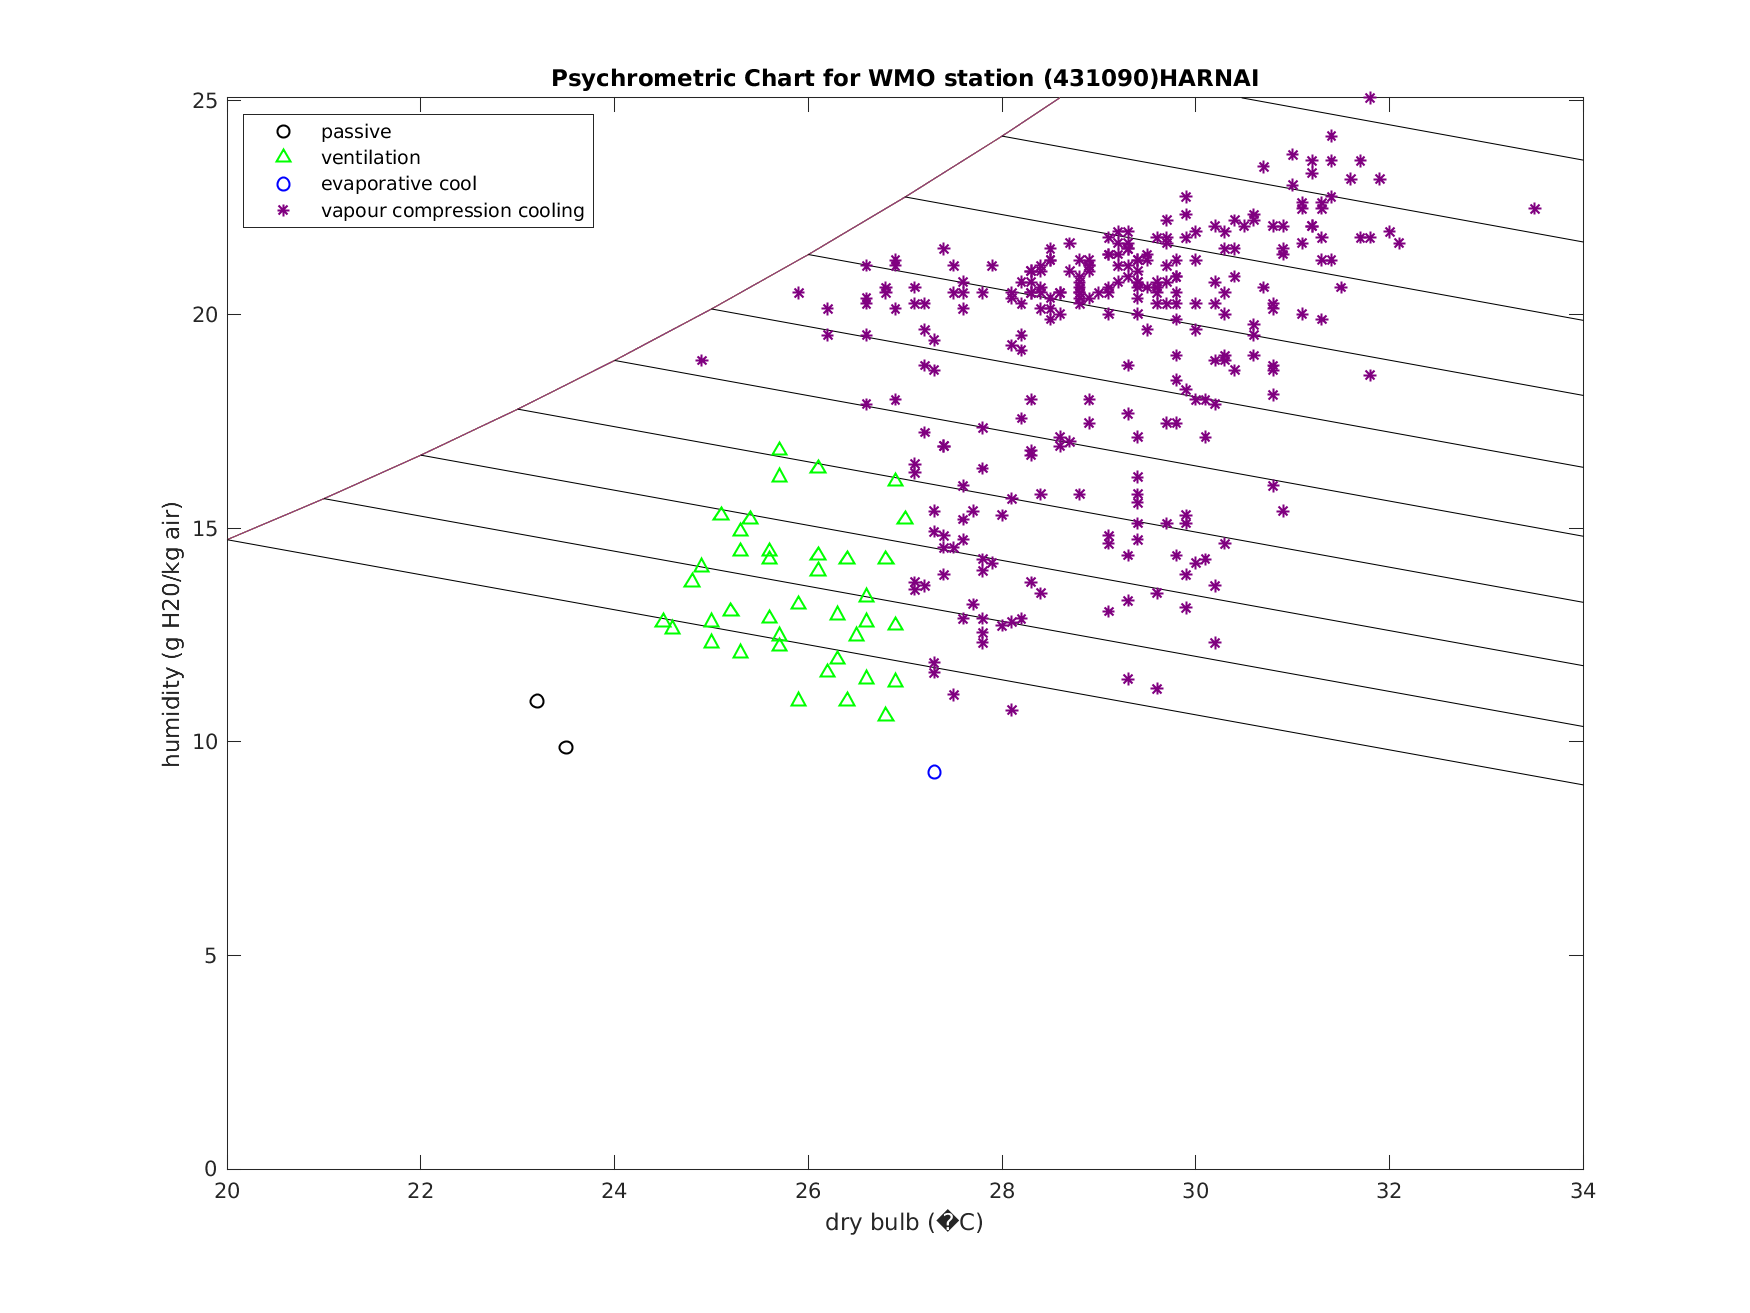 Psychrometric Chart for WMO station (431090)HARNAI
passive
ventilation
evaporative cool
vapour compression cooling
25
20
15
10
5
0
humidity (g H20/kg air)
20 22 24 26 28 30 32 34
dry bulb (�C)